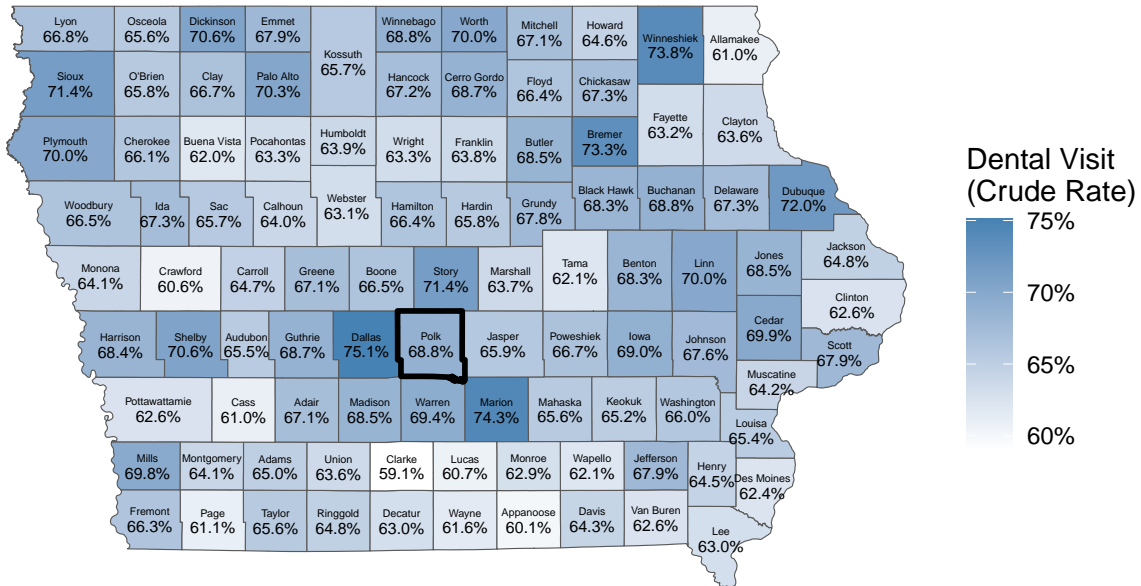 Lyon
66.8%
Osceola
65.6%
Dickinson
70.6%
Emmet
67.9%
Kossuth
65.7%
Winnebago
68.8%
Worth
70.0%
Mitchell
67.1%
Howard
64.6%
Winneshiek
73.8%
Allamakee
61.0%
Sioux
71.4%
O'Brien
65.8%
Clay
66.7%
Palo Alto
70.3%
Hancock
67.2%
Cerro Gordo
68.7%
Floyd
66.4%
Chickasaw
67.3%
Fayette
63.2%
Clayton
63.6%
Plymouth
70.0%
Cherokee
66.1%
Buena Vista
62.0%
Pocahontas
63.3%
Humboldt
63.9%
Wright
63.3%
Franklin
63.8%
Butler
68.5%
Bremer
73.3%
Woodbury
66.5%
Ida
67.3%
Sac
65.7%
Calhoun
64.0%
Webster
63.1%
Hamilton
66.4%
Hardin
65.8%
Grundy
67.8%
Black Hawk
68.3%
Buchanan
68.8%
Delaware
67.3%
Dubuque
72.0%
Monona
64.1%
Crawford
60.6%
Carroll
64.7%
Greene
67.1%
Boone
66.5%
Story
71.4%
Marshall
63.7%
Tama
62.1%
Benton
68.3%
Linn
70.0%
Jones
68.5%
Jackson
64.8%
Clinton
62.6%
Harrison
68.4%
Shelby
70.6%
Audubon
65.5%
Guthrie
68.7%
Dallas
75.1%
Polk
68.8%
Jasper
65.9%
Poweshiek
66.7%
Iowa
69.0%
Johnson
67.6%
Cedar
69.9%
Scott
67.9%
Muscatine
64.2%
Pottawattamie
62.6%
Cass
61.0%
Adair
67.1%
Madison
68.5%
Warren
69.4%
Marion
74.3%
Mahaska
65.6%
Keokuk
65.2%
Washington
66.0%
Louisa
65.4%
Mills
69.8%
Montgomery
64.1%
Adams
65.0%
Union
63.6%
Clarke
59.1%
Lucas
60.7%
Monroe
62.9%
Wapello
62.1%
Jefferson
67.9%
Henry
64.5%
Des Moines
62.4%
Fremont
66.3%
Page
61.1%
Taylor
65.6%
Ringgold
64.8%
Decatur
63.0%
Wayne
61.6%
Appanoose
60.1%
Davis
64.3%
Van Buren
62.6%
Lee
63.0%
Dental Visit
(Crude Rate)
75%
70%
65%
60%